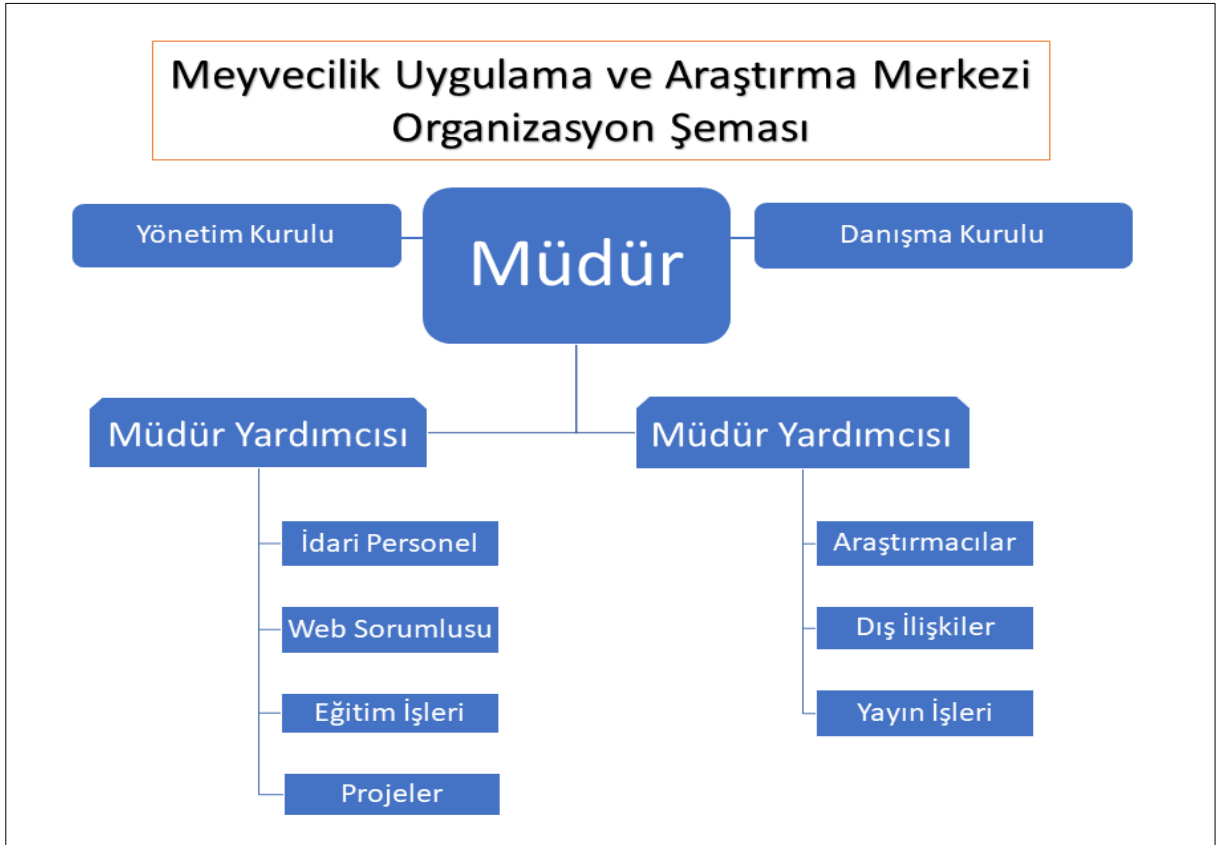 Meyvecilik Uygulama ve Araştırma Merkezi
Organizasyon Şeması
Yönetim Kurulu
Müdür
Danışma Kurulu
Müdür Yardımcısı
Müdür Yardımcısı
İdari Personel
Web Sorumlusu
Eğitim İşleri
Projeler
Araştırmacılar
Dış İlişkiler
Yayın İşleri